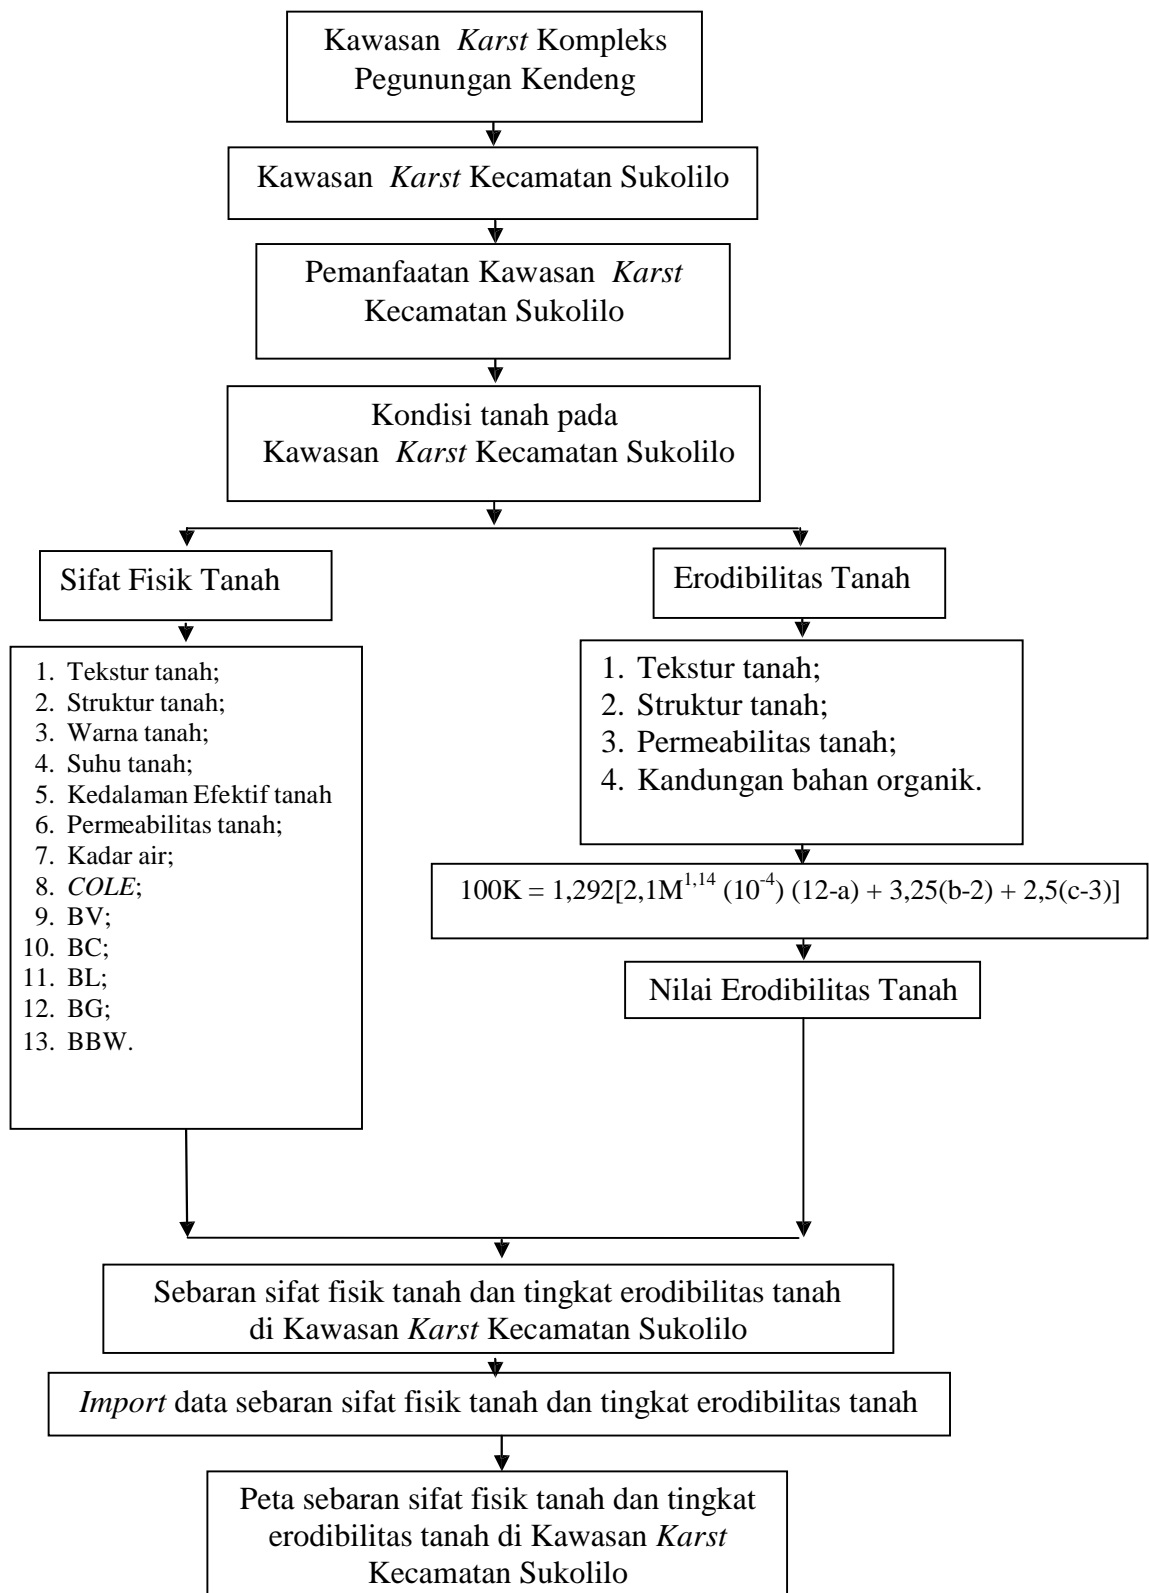 Kawasan Karst Kompleks
Pegunungan Kendeng
Kawasan Karst Kecamatan Sukolilo
Pemanfaatan Kawasan Karst
Kecamatan Sukolilo
Kondisi tanah pada
Kawasan Karst Kecamatan Sukolilo
Sifat Fisik Tanah
1. Tekstur tanah;
2. Struktur tanah;
3. Warna tanah;
4. Suhu tanah;
5. Kedalaman Efektif tanah
6. Permeabilitas tanah;
7. Kadar air;
8. COLE;
9. BV;
10. BC;
11. BL;
12. BG;
13. BBW.
Erodibilitas Tanah
1. Tekstur tanah;
2. Struktur tanah;
3. Permeabilitas tanah;
4. Kandungan bahan organik.
100K = 1,292[2,1M^1,14 (10^-4) (12-a) + 3,25(b-2) + 2,5(c-3)]
Nilai Erodibilitas Tanah
Sebaran sifat fisik tanah dan tingkat erodibilitas tanah
di Kawasan Karst Kecamatan Sukolilo
Import data sebaran sifat fisik tanah dan tingkat erodibilitas tanah
Peta sebaran sifat fisik tanah dan tingkat
erodibilitas tanah di Kawasan Karst
Kecamatan Sukolilo